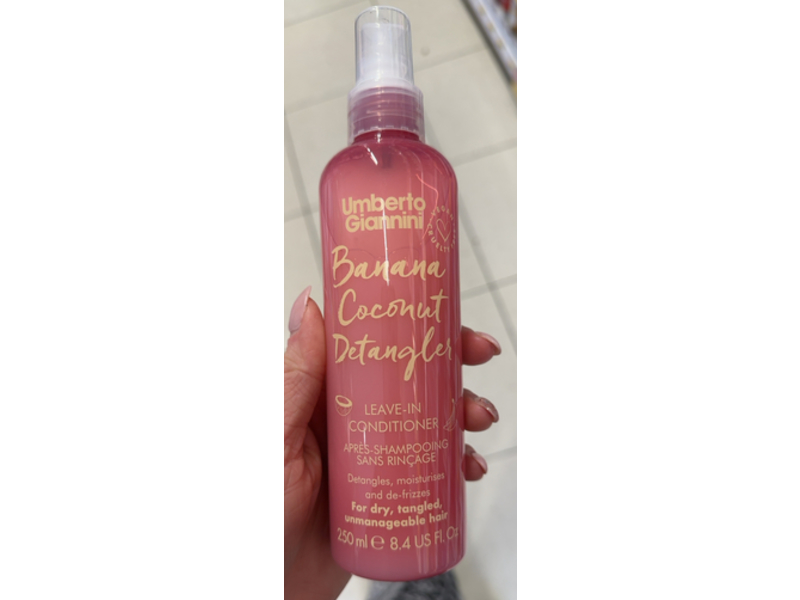 Umberto
Giannini
Banana
Coconut
Detangler
LEAVE-IN
CONDITIONER
APRÈS-SHAMPOOING
SANS RINÇAGE
Detangles, moisturises
and de-frizzes
For dry, tangled,
unmanageable hair
250 ml e 8.4 US Fl. Oz